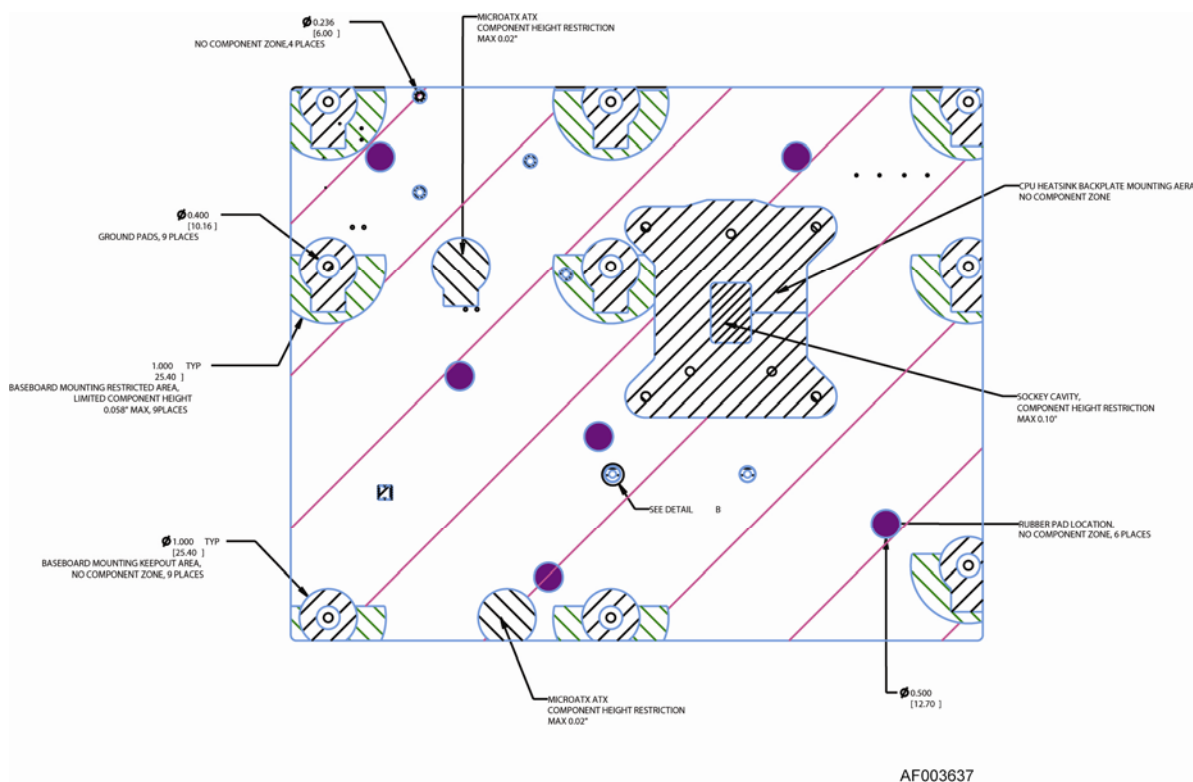 Ø0.236
[6.00 ]
NO COMPONENT ZONE,4 PLACES
MICROATX ATX
COMPONENT HEIGHT RESTRICTION
MAX 0.02"
CPU HEATSINK BACKPLATE MOUNTING AERA
NO COMPONENT ZONE
Ø0.400
[10.16]
GROUND PADS, 9 PLACES
1.000 TYP
25.40 ]
BASEBOARD MOUNTING RESTRICTED AREA,
LIMITED COMPONENT HEIGHT
0.058" MAX, 9PLACES
SOCKEY CAVITY,
COMPONENT HEIGHT RESTRICTION
MAX 0.10"
SEE DETAIL B
RUBBER PAD LOCATION.
NO COMPONENT ZONE, 6 PLACES
Ø1.000 TYP
[25.40 ]
BASEBOARD MOUNTING KEEPOUT AREA,
NO COMPONENT ZONE, 9 PLACES
MICROATX ATX
COMPONENT HEIGHT RESTRICTION
MAX 0.02"
Ø0.500
[12.70 ]
AF003637